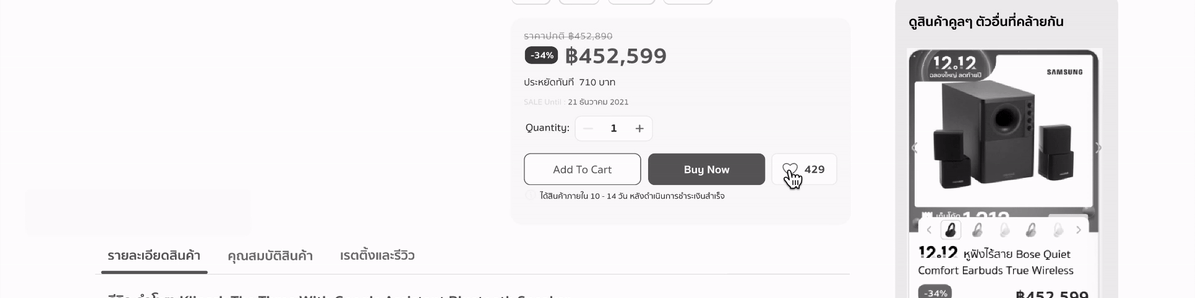 ราคาปกติ ฿452,890
-34% ฿452,599
ประหยัดทันที 710 บาท
SALE Until : 21 ธันวาคม 2021
Quantity: 1 +
Add To Cart
Buy Now
429
ได้สินค้าภายใน 10 - 14 วัน หลังดำเนินการชำระเงินสำเร็จ
รายละเอียดสินค้า
คุณสมบัติสินค้า
เรตติ้งและรีวิว
ดูสินค้าคูลๆ ตัวอื่นที่คล้ายกัน
12.12
ฉลองใหญ่ ลดท้ายปี
SAMSUNG
12.12 หูฟังไร้สาย Bose Quiet
Comfort Earbuds True Wireless
-34% ฿452,599